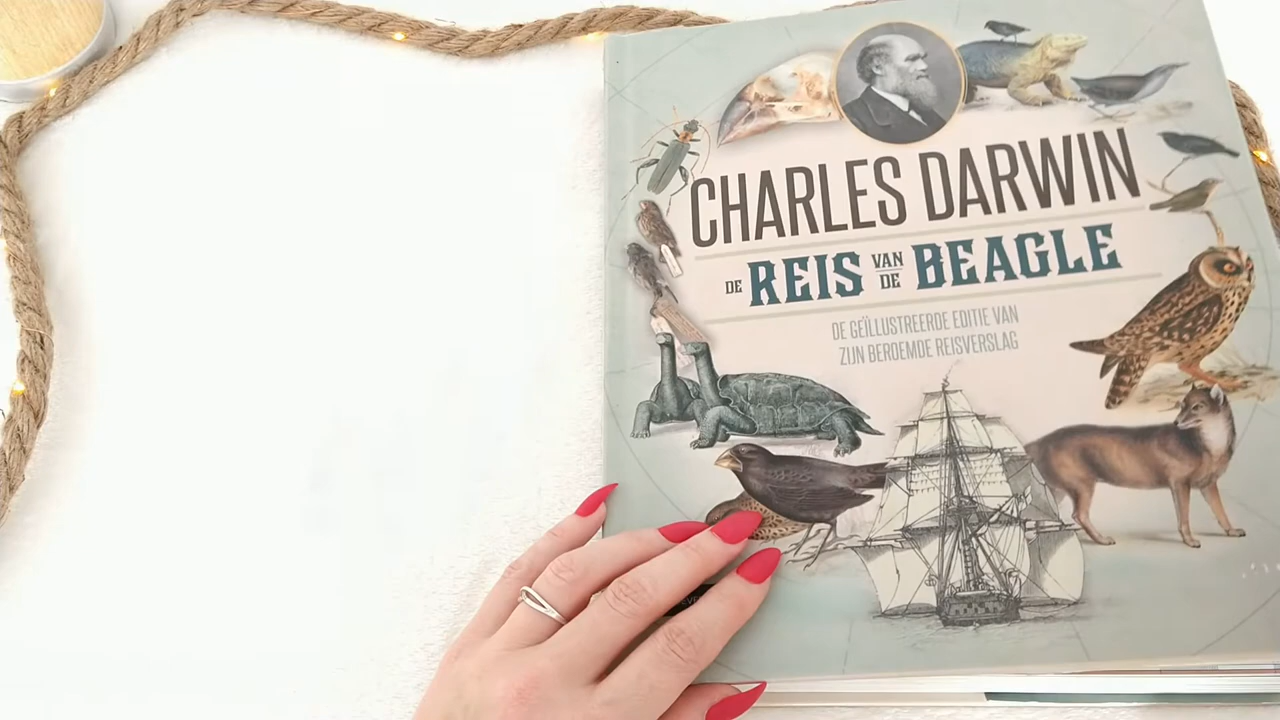 CHARLES DARWIN
DE REIS VAN DE BEAGLE
DE GEÏLLUSTREERDE EDITIE VAN
ZIJN BEROEMDE REISVERSLAG